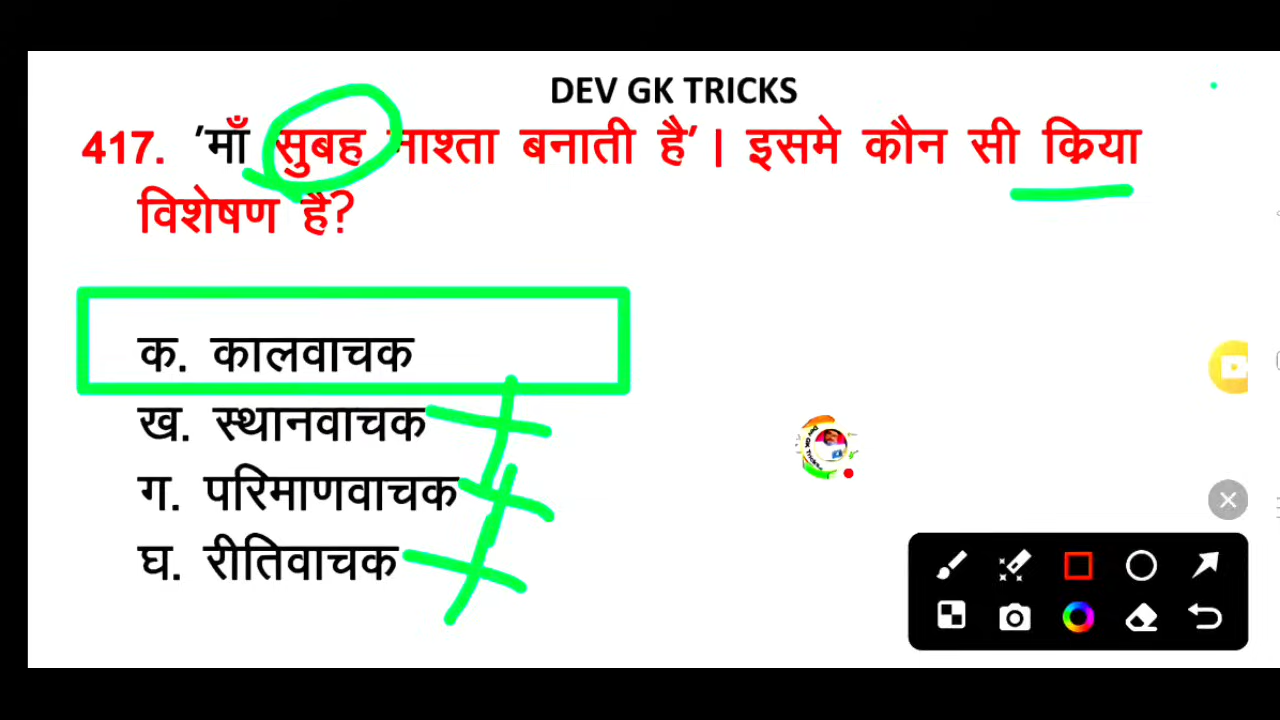 DEV GK TRICKS
417. 'माँ सुबह नाश्ता बनाती है'। इसमे कौन सी क्रिया
विशेषण है?
क. कालवाचक
ख. स्थानवाचक
ग. परिमाणवाचक
घ. रीतिवाचक